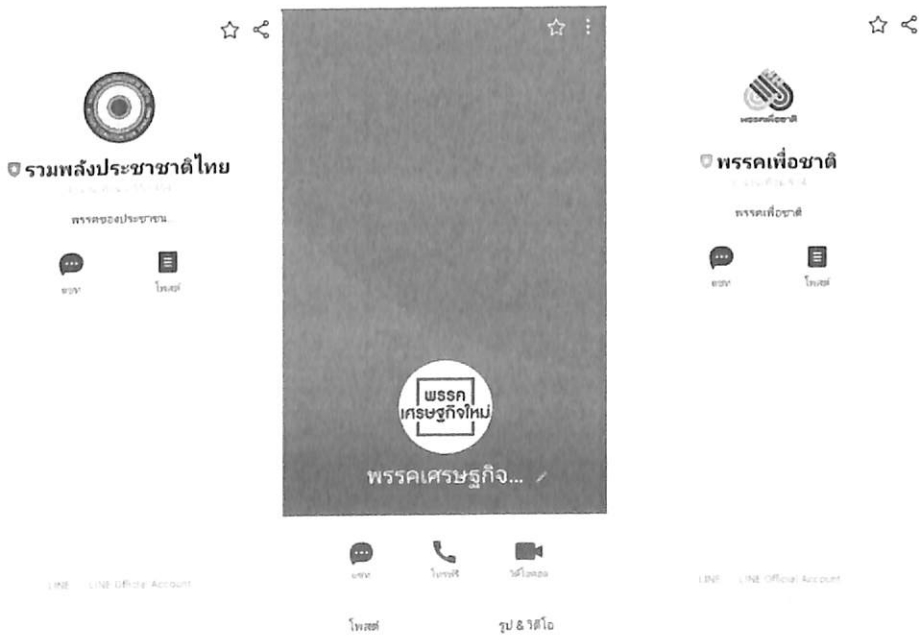 รวมพลังประชาชาติไทย
พรรคของประชาชน
แชท
โพสต์
LINE LINE Official Account
พรรค
เศรษฐกิจใหม่
พรรคเศรษฐกิจ...
แชท
โทรฟรี
วิดีโอคอล
โพสต์
รูป & วิดีโอ
พรรคเพื่อชาติ
พรรคเพื่อชาติ
พรรคเพื่อชาติ
แชท
โพสต์
LINE LINE Official Account